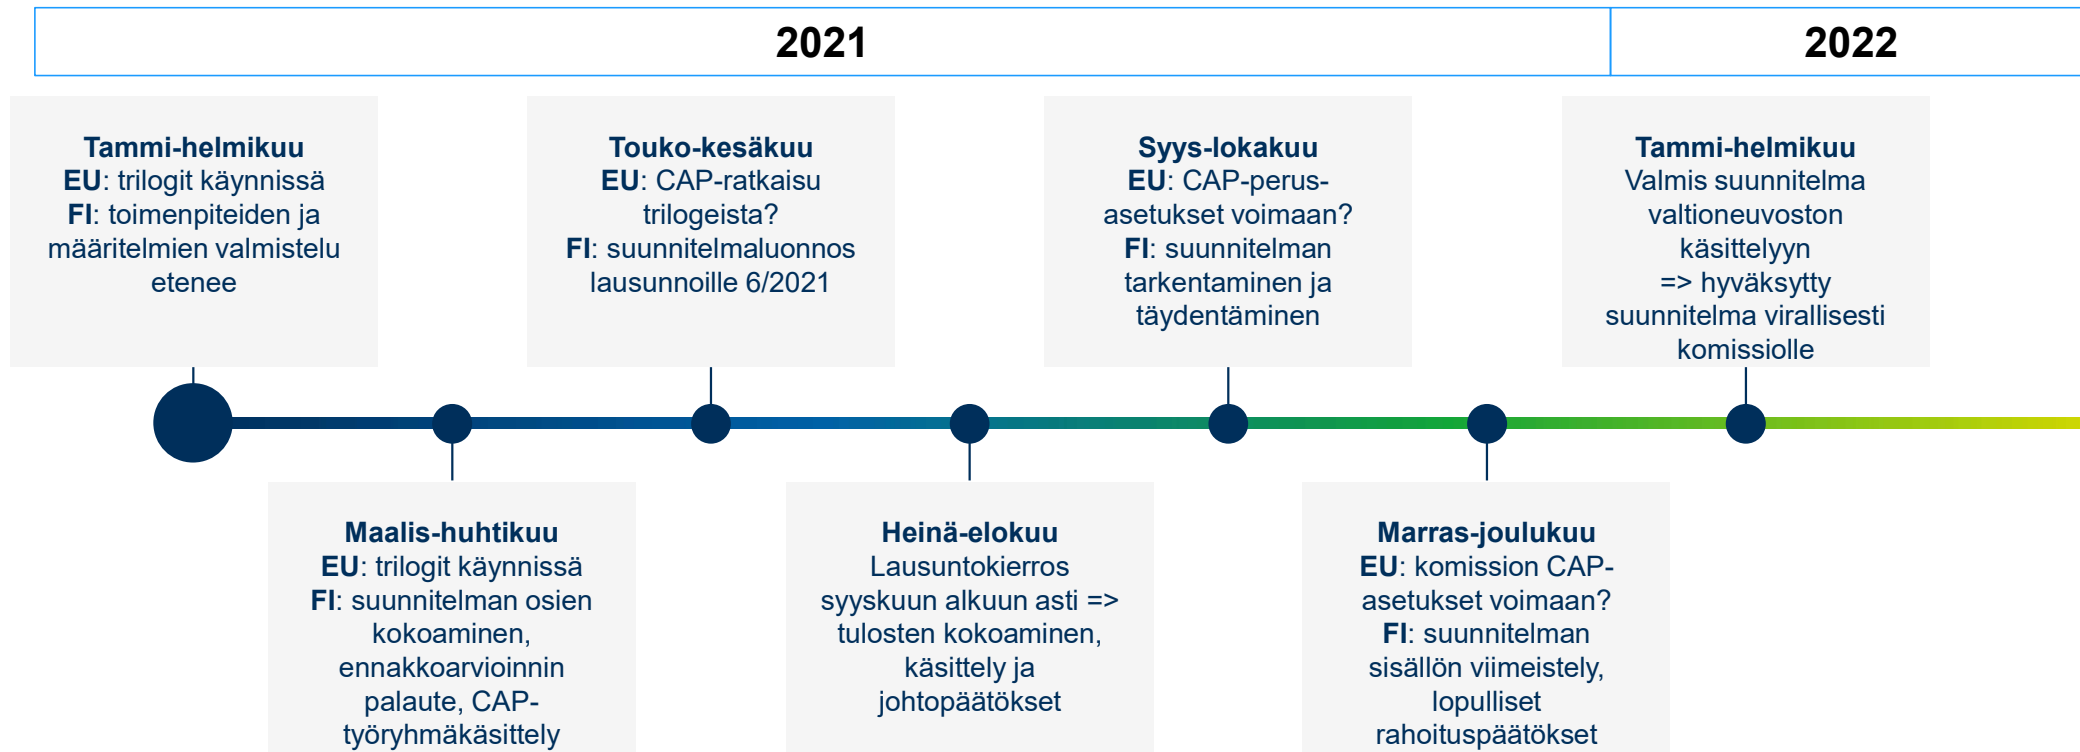 2021
2022
Tammi-helmikuu
EU: trilogit käynnissä
FI: toimenpiteiden ja
määritelmien valmistelu
etenee
Touko-kesäkuu
EU: CAP-ratkaisu
trilogeista?
FI: suunnitelmaluonnos
lausunnoille 6/2021
Syys-lokakuu
EU: CAP-perus-
asetukset voimaan?
FI: suunnitelman
tarkentaminen ja
täydentäminen
Tammi-helmikuu
Valmis suunnitelma
valtioneuvoston
käsittelyyn
=> hyväksytty
suunnitelma virallisesti
komissiolle
Maalis-huhtikuu
EU: trilogit käynnissä
FI: suunnitelman osien
kokoaminen,
ennakkoarvioinnin
palaute, CAP-
työryhmäkäsittely
Heinä-elokuu
Lausuntokierros
syyskuun alkuun asti =>
tulosten kokoaminen,
käsittely ja
johtopäätökset
Marras-joulukuu
EU: komission CAP-
asetukset voimaan?
FI: suunnitelman
sisällön viimeistely,
lopulliset
rahoituspäätökset